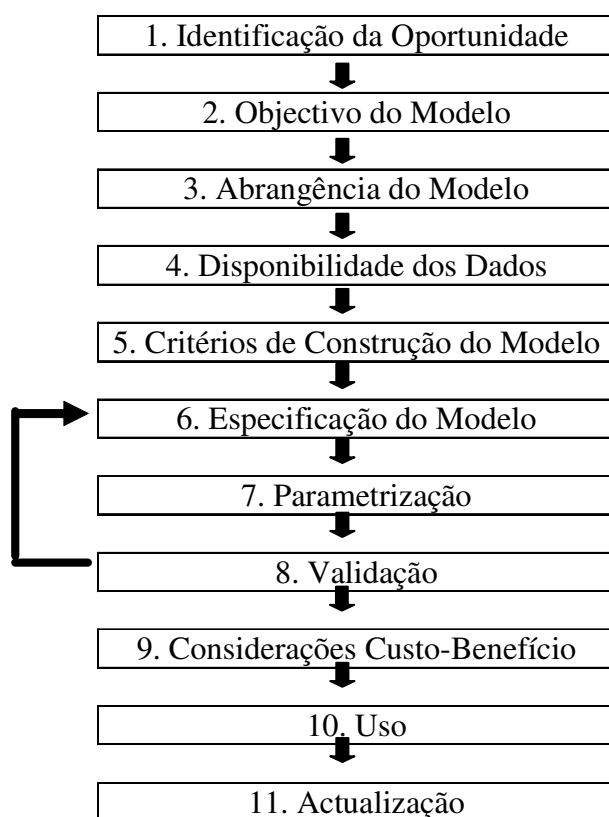 1. Identificação da Oportunidade
2. Objectivo do Modelo
3. Abrangência do Modelo
4. Disponibilidade dos Dados
5. Critérios de Construção do Modelo
6. Especificação do Modelo
7. Parametrização
8. Validação
9. Considerações Custo-Benefício
10. Uso
11. Actualização